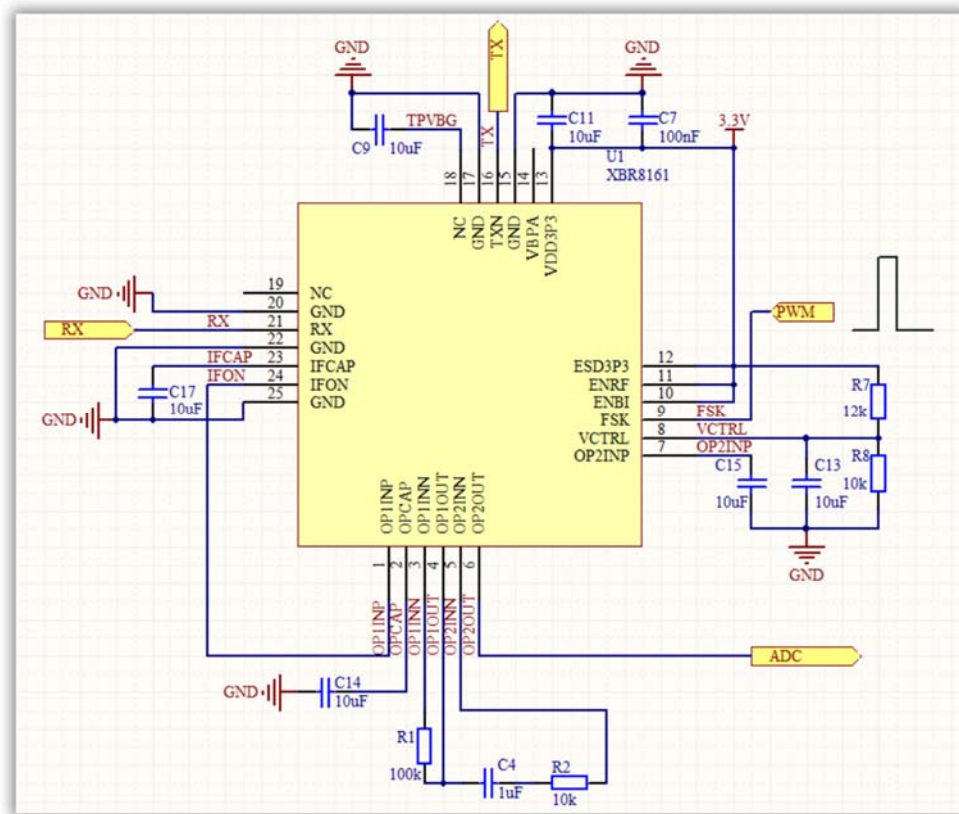 GND
GND
TX
TPVBG
C9
10uF
TX
C11
10uF
C7
100nF
3.3V
U1
XBR8161
18
17
16
15
14
13
NC
GND
TXN
GND
VBPA
VDD3P3
GND
RX
RX
IFCAP
IFON
C17
10uF
GND
19
20
21
22
23
24
25
NC
GND
RX
GND
IFCAP
IFON
GND
ESD3P3
ENRF
ENBI
FSK
VCTRL
OP2INP
12
11
10
9
8
7
FSK
VCTRL
OP2INP
PWM
R7
12k
R8
10k
C15
10uF
C13
10uF
GND
OP1INP
OPCAP
OP1INN
OP1OUT
OP2INN
OP2OUT
1
2
3
4
5
6
OP1INP
OPCAP
OP1INN
OP1OUT
OP2INN
OP2OUT
ADC
GND
C14
10uF
R1
100k
C4
1uF
R2
10k